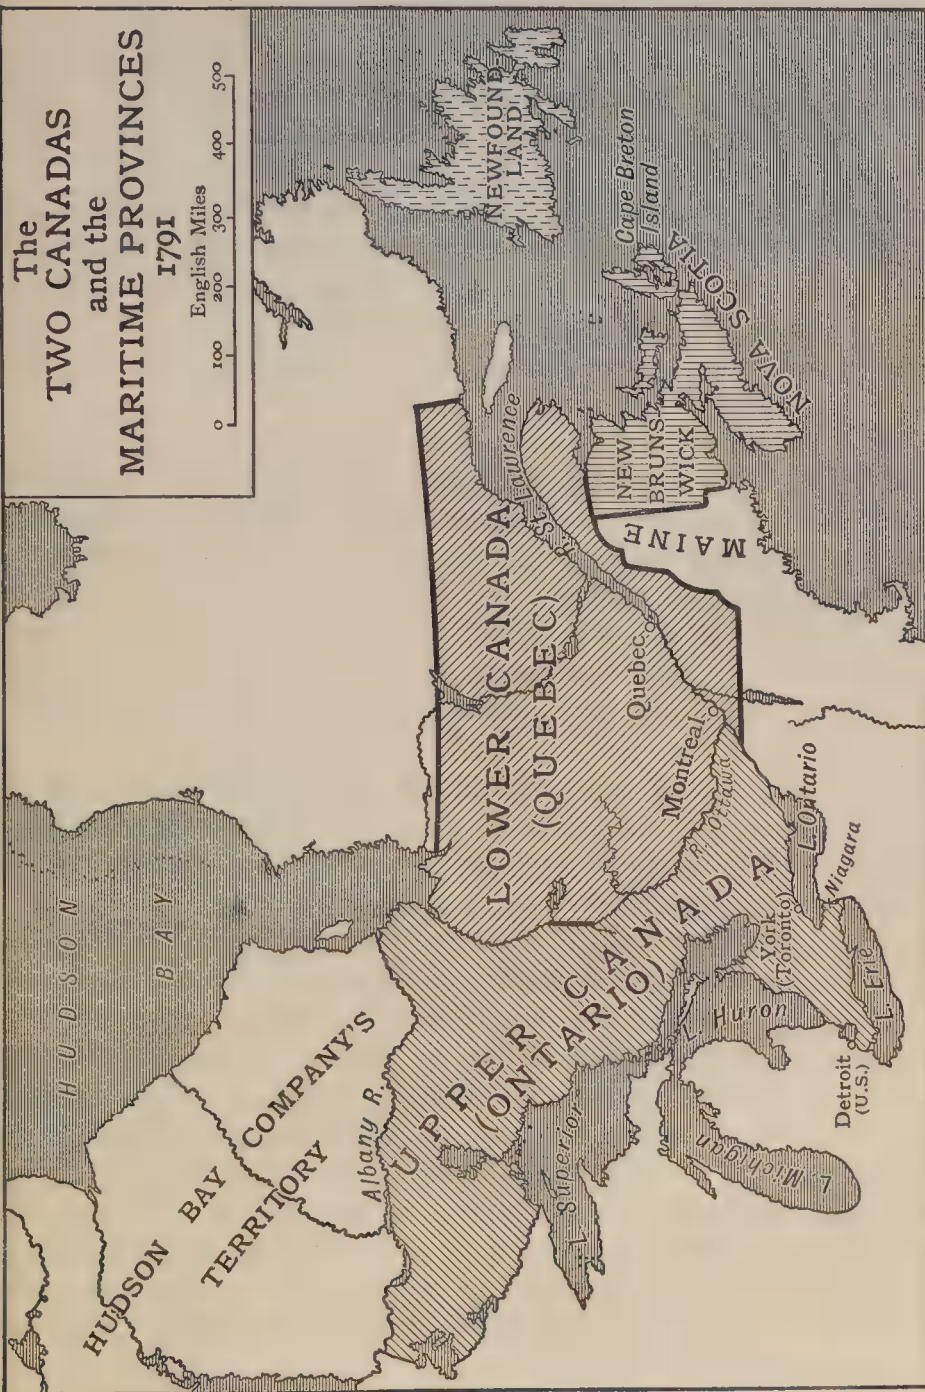 The
TWO CANADAS
and the
MARITIME PROVINCES
1791
English Miles
0 100 200 300 400 500
HUDSON
BAY
HUDSON BAY COMPANY'S
TERRITORY
Albany R.
UPPER CANADA
(ONTARIO)
LOWER CANADA
(QUEBEC)
R. St. Lawrence
Quebec
Montreal
R. Ottawa
NEWFOUND
LAND
Cape Breton
Island
NOVA SCOTIA
NEW
BRUNS
WICK
MAINE
L. Superior
L. Michigan
L. Huron
York
(Toronto)
L. Ontario
Niagara
L. Erie
Detroit
(U.S.)